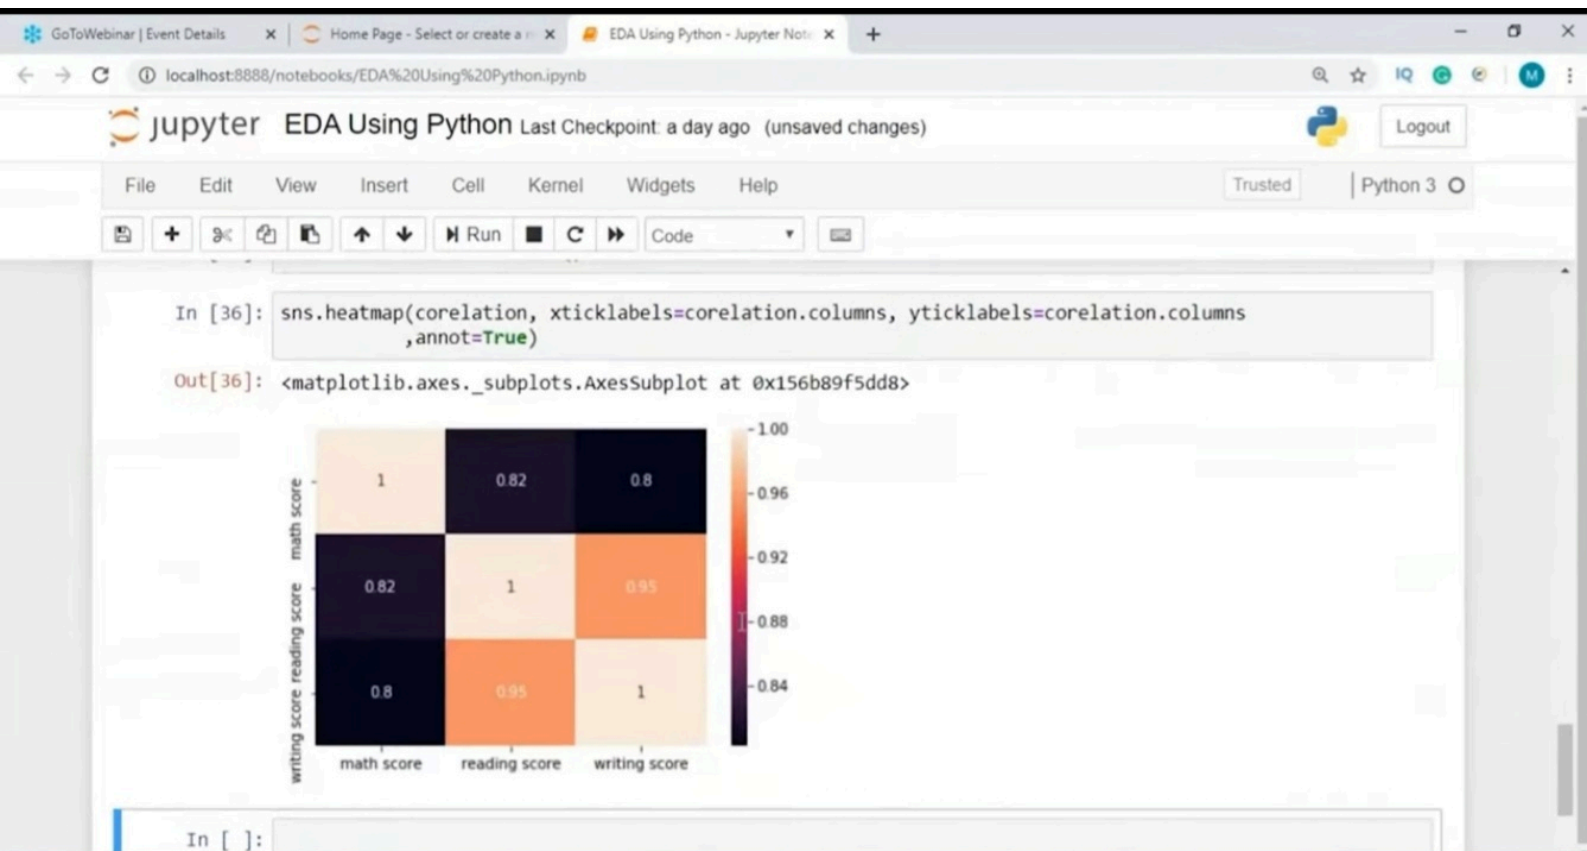 GoToWebinar | Event Details
Home Page - Select or create a n
EDA Using Python - Jupyter Note
localhost:8888/notebooks/EDA%20Using%20Python.ipynb
IQ
M
jupyter EDA Using Python Last Checkpoint: a day ago (unsaved changes)
Logout
File Edit View Insert Cell Kernel Widgets Help
Trusted
Python 3
Run
Code
In [36]: sns.heatmap(corelation, xticklabels=corelation.columns, yticklabels=corelation.columns
,annot=True)
Out[36]: <matplotlib.axes._subplots.AxesSubplot at 0x156b89f5dd8>
math score
1 0.82 0.8
reading score
0.82 1 0.95
writing score
0.8 0.95 1
math score reading score writing score
1.00
0.96
0.92
0.88
0.84
In [ ]: